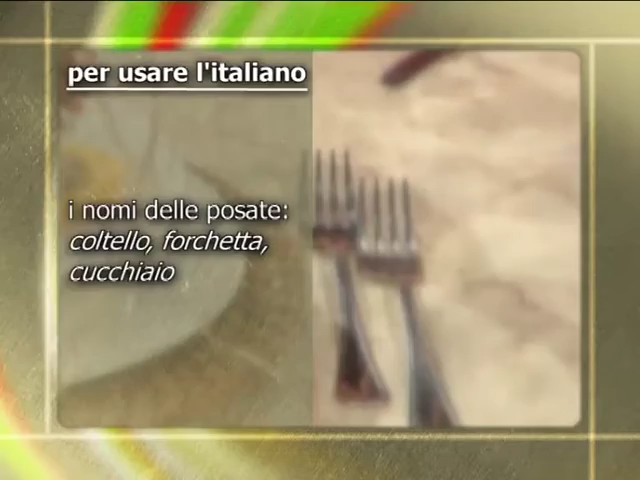 per usare l'italiano
i nomi delle posate:
coltello, forchetta,
cucchiaio